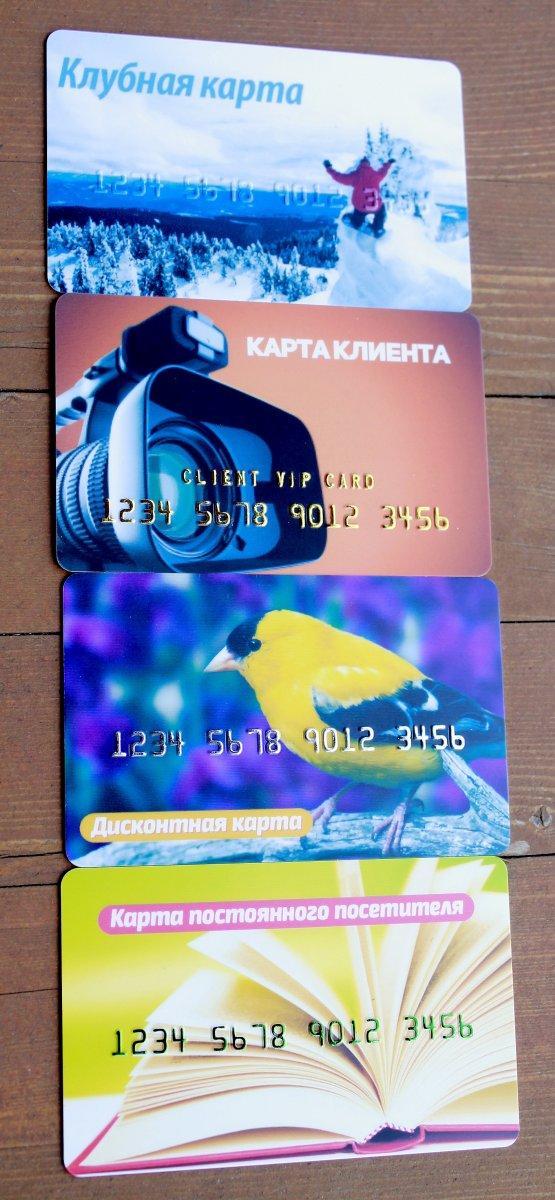 Клубная карта
1234 5678 9012 3
КАРТА КЛИЕНТА
CLIENT VIP CARD
1234 5678 9012 3456
1234 5678 9012 3456
Дисконтная карта
Карта постоянного посетителя
1234 5678 9012 3456